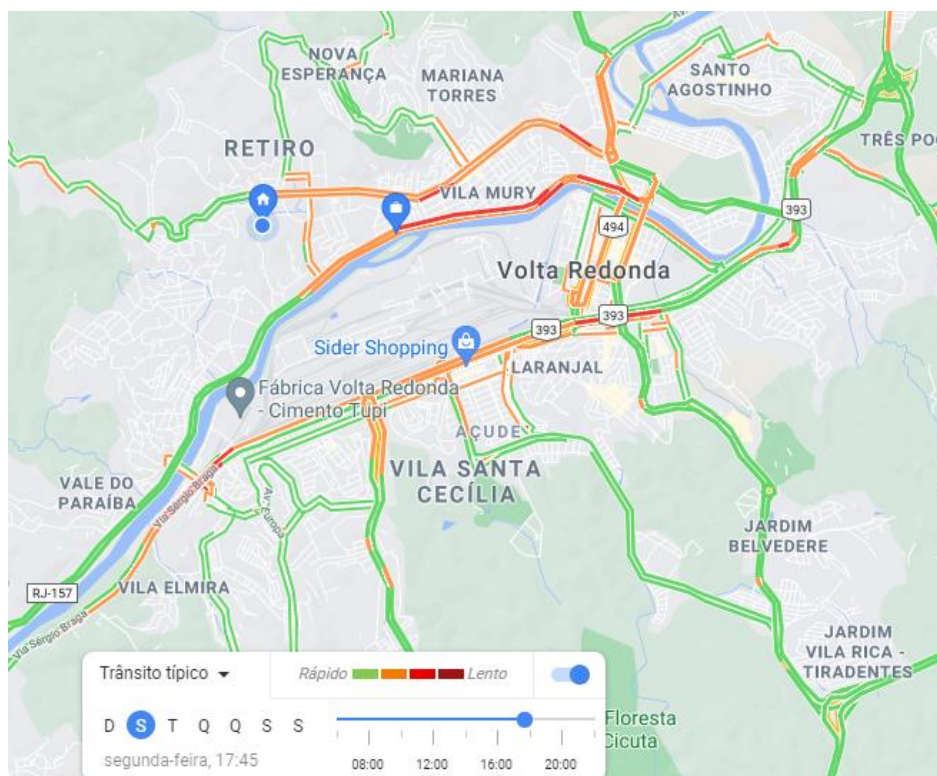 NOVA
ESPERANÇA
MARIANA
TORRES
SANTO
AGOSTINHO
TRÊS PO
RETIRO
VILA MURY
393
494
Volta Redonda
393
393
Sider Shopping
LARANJAL
Fábrica Volta Redonda
- Cimento Tupi
AÇUDE
VILA SANTA
CECÍLIA
VALE DO
PARAÍBA
Via Sérgio Braga
Av. Europa
JARDIM
BELVEDERE
RJ-157
VILA ELMIRA
Via Sérgio Braga
JARDIM
VILA RICA -
TIRADENTES
Floresta
Cicuta
Trânsito típico
Rápido
Lento
D S T Q Q S S
segunda-feira, 17:45
08:00 12:00 16:00 20:00